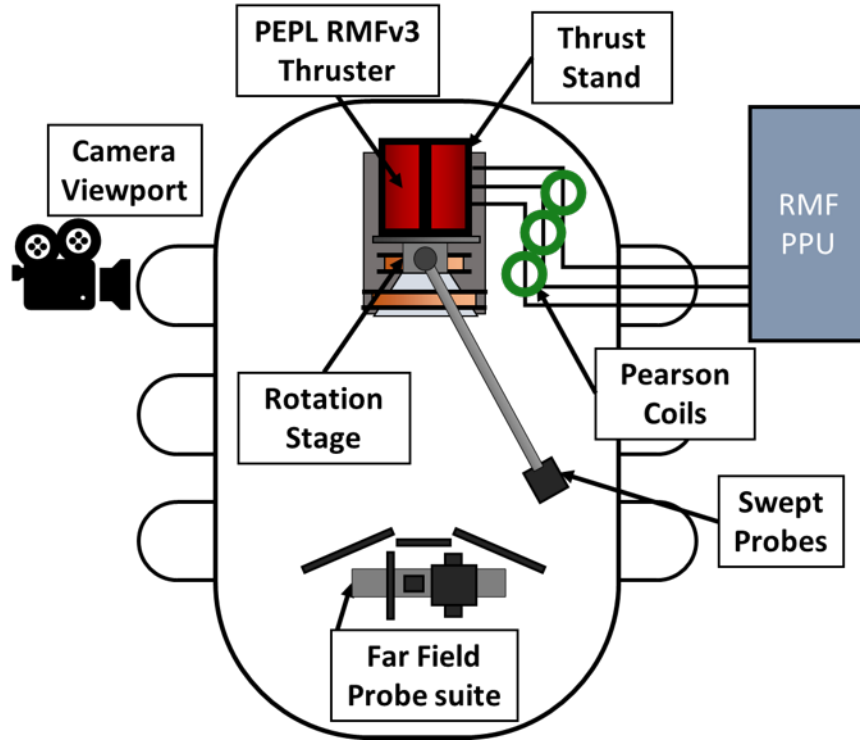 PEPL RMFv3
Thruster
Thrust
Stand
Camera
Viewport
RMF
PPU
Rotation
Stage
Pearson
Coils
Swept
Probes
Far Field
Probe suite